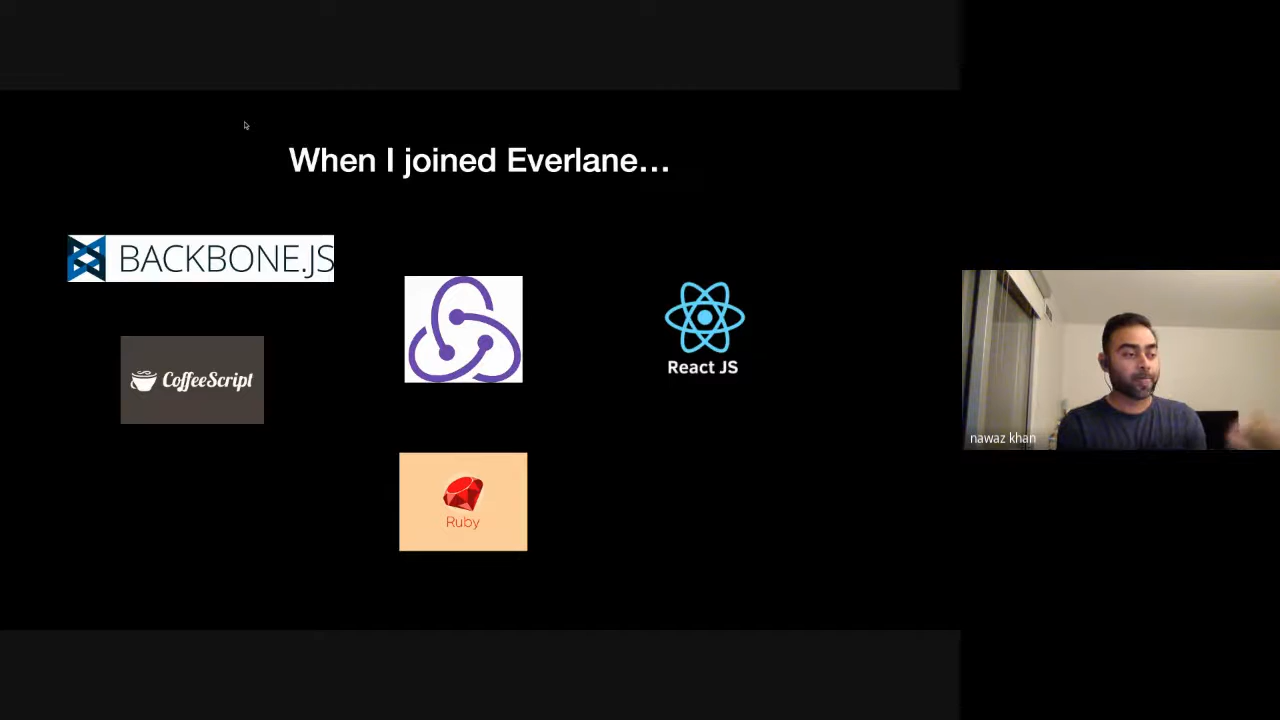 When I joined Everlane...
BACKBONE.JS
CoffeeScript
React JS
Ruby
nawaz khan